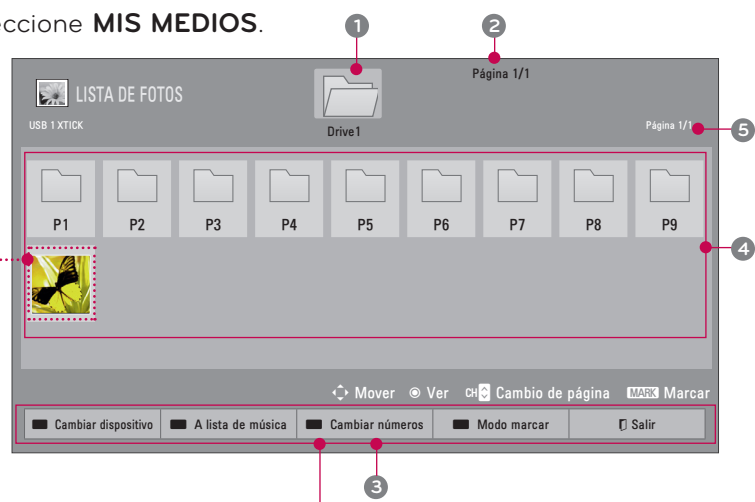 eccione MIS MEDIOS.
1
2
Página 1/1
LISTA DE FOTOS
USB 1 XTICK
Drive1
Página 1/1
5
P1 P2 P3 P4 P5 P6 P7 P8 P9
4
Mover Ver CH Cambio de página MARK Marcar
Cambiar dispositivo A lista de música Cambiar números Modo marcar Salir
3